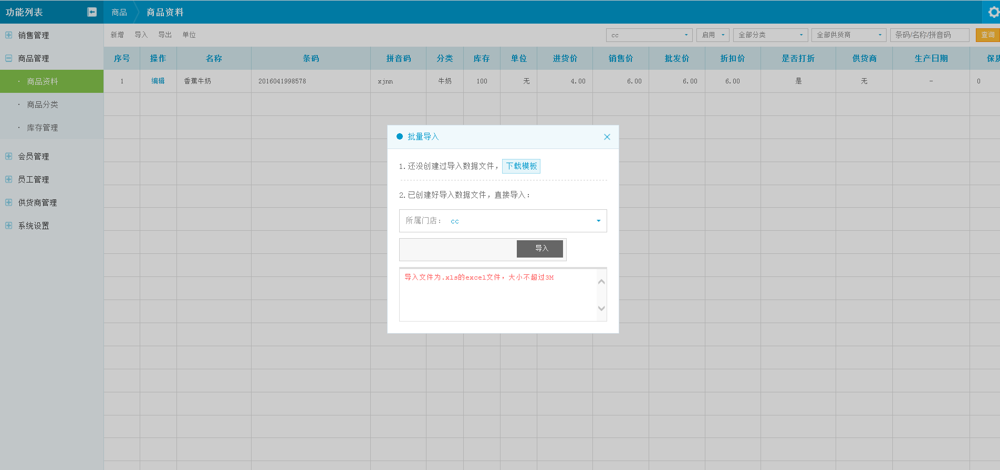 功能列表
商品 商品资料
销售管理
商品管理
· 商品资料
· 商品分类
· 库存管理
会员管理
员工管理
供货商管理
系统设置
新增 导入 导出 单位 cc 启用 全部分类 全部供货商 条码/名称/拼音码 查询
序号 操作 名称 条码 拼音码 分类 库存 单位 进货价 销售价 批发价 折扣价 是否打折 供货商 生产日期 保质
1 编辑 香蕉牛奶 2016041998578 xjnn 牛奶 100 无 4.00 6.00 6.00 6.00 是 无 - 0
批量导入
1.还没创建过导入数据文件， 下载模板
2.已创建好导入数据文件，直接导入：
所属门店： cc
导入
导入文件为.xls的excel文件，大小不超过3M